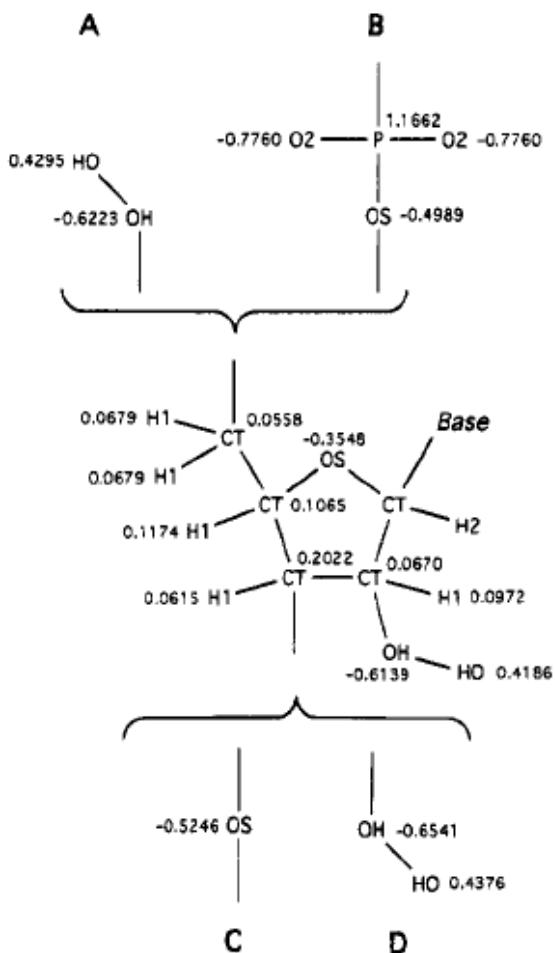 A B
1.1662
-0.7760 O2 P O2 -0.7760
0.4295 HO
-0.6223 OH OS -0.4989
0.0679 H1 0.0558 Base
CT -0.3548
0.0679 H1 OS
CT 0.1065 CT
0.1174 H1 H2
0.2022 0.0670
0.0615 H1 CT CT H1 0.0972
OH
-0.6139 HO 0.4186
-0.5246 OS OH -0.6541
HO 0.4376
C D